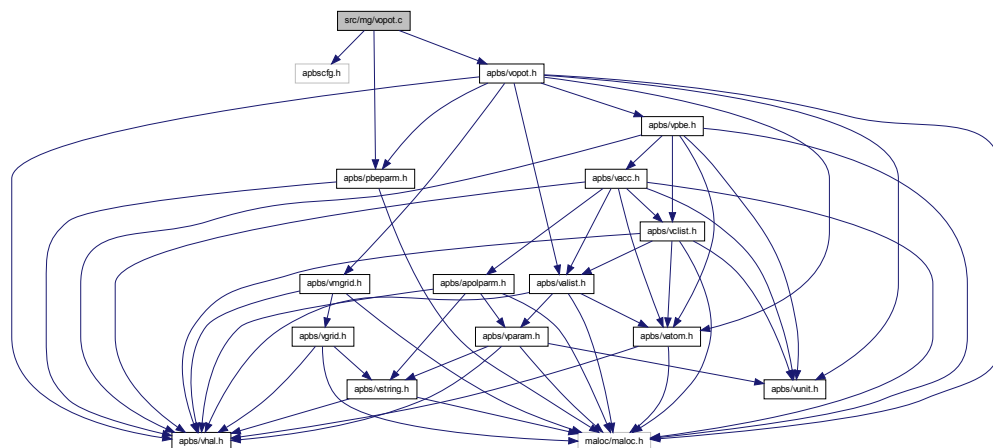 src/mg/vopot.c
apbscfg.h
apbs/vopot.h
apbs/vpbe.h
apbs/pbeparm.h
apbs/vacc.h
apbs/vclist.h
apbs/vmgrid.h
apbs/apolparm.h
apbs/valist.h
apbs/vgrid.h
apbs/vparam.h
apbs/vatom.h
apbs/vstring.h
apbs/vunit.h
apbs/vhal.h
maloc/maloc.h